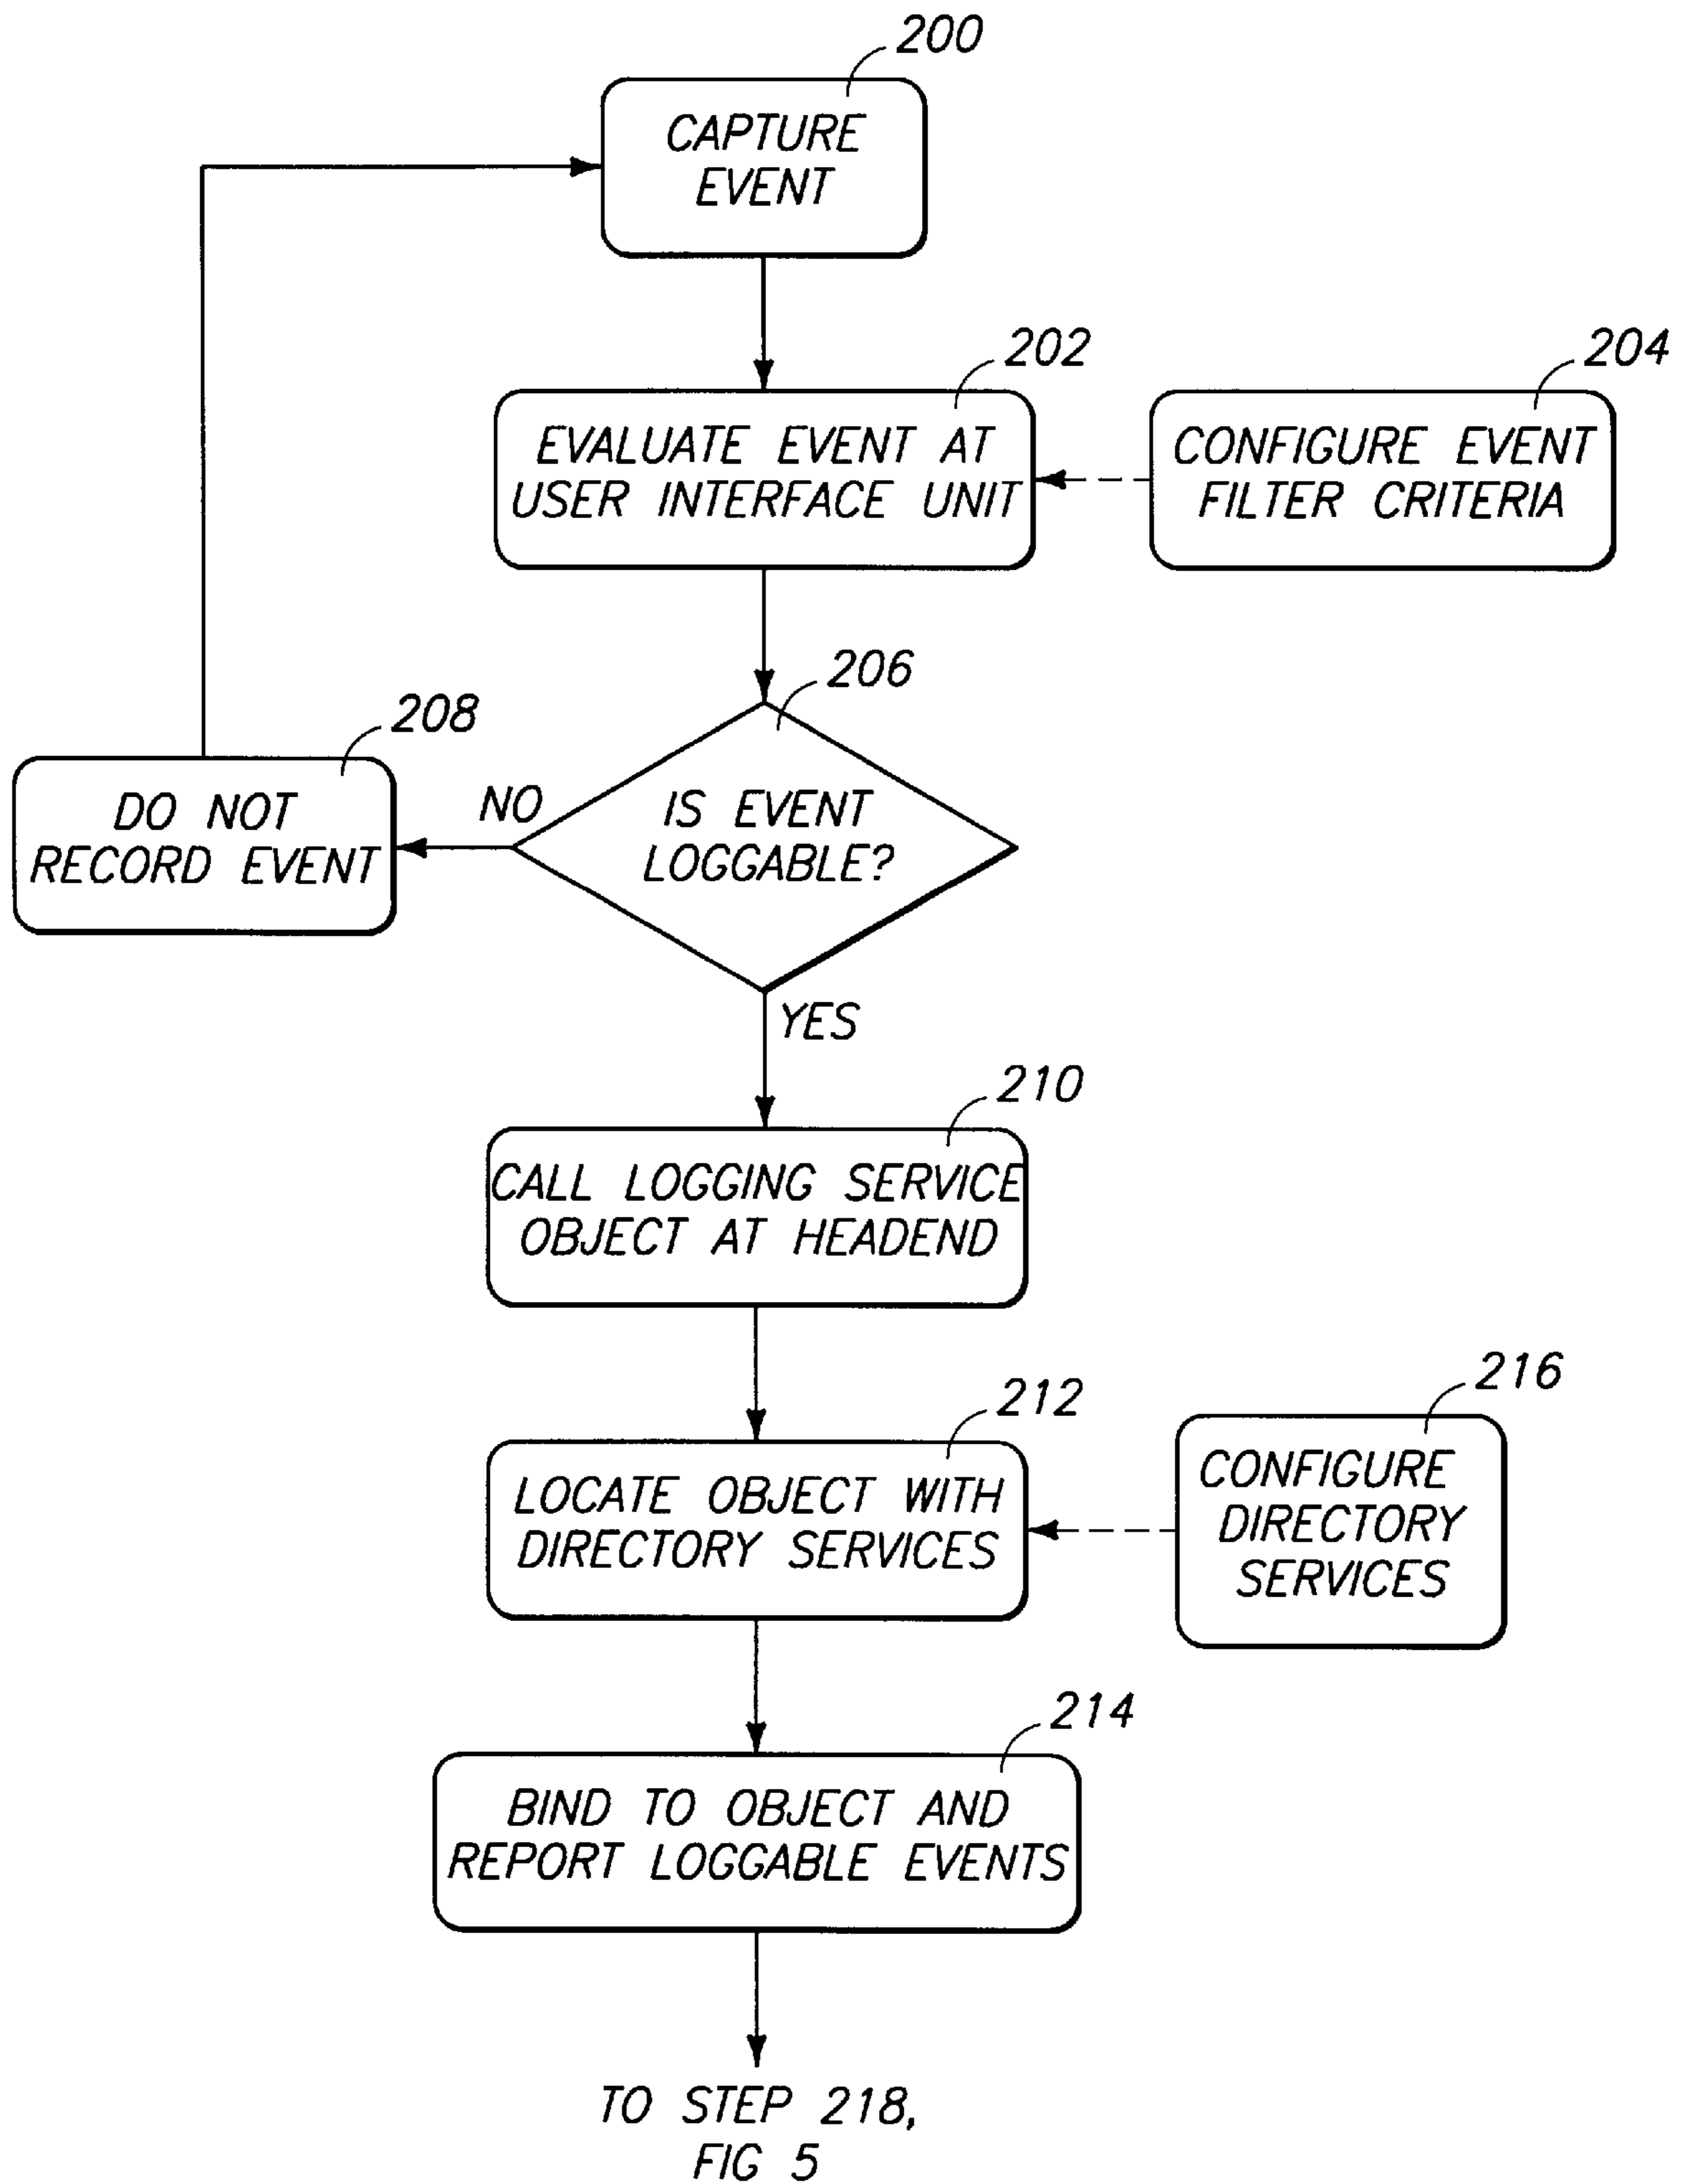 200
CAPTURE
EVENT
202
EVALUATE EVENT AT
USER INTERFACE UNIT
204
CONFIGURE EVENT
FILTER CRITERIA
206
IS EVENT
LOGGABLE?
NO
208
DO NOT
RECORD EVENT
YES
210
CALL LOGGING SERVICE
OBJECT AT HEADEND
212
LOCATE OBJECT WITH
DIRECTORY SERVICES
216
CONFIGURE
DIRECTORY
SERVICES
214
BIND TO OBJECT AND
REPORT LOGGABLE EVENTS
TO STEP 218,
FIG 5